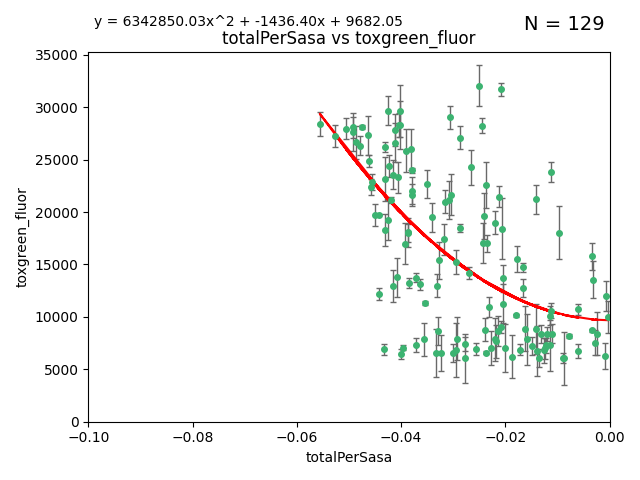 y = 6342850.03x^2 + -1436.40x + 9682.05
N = 129
totalPerSasa vs toxgreen_fluor
35000
30000
25000
20000
15000
10000
5000
0
toxgreen_fluor
−0.10 −0.08 −0.06 −0.04 −0.02 0.00
totalPerSasa